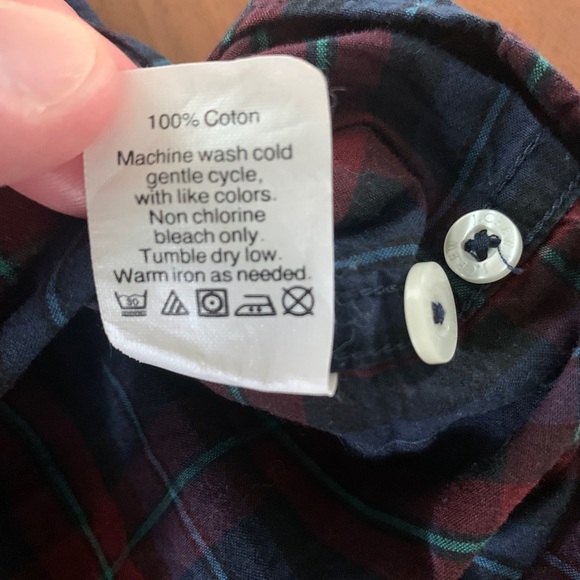 100% Coton
Machine wash cold
gentle cycle,
with like colors.
Non chlorine
bleach only.
Tumble dry low.
Warm iron as needed.
30